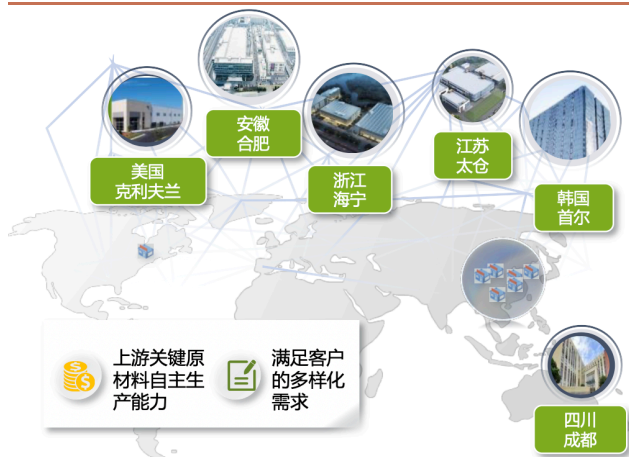 美国
克利夫兰
安徽
合肥
浙江
海宁
江苏
太仓
韩国
首尔
上游关键原
材料自主生
产能力
满足客户
的多样化
需求
四川
成都